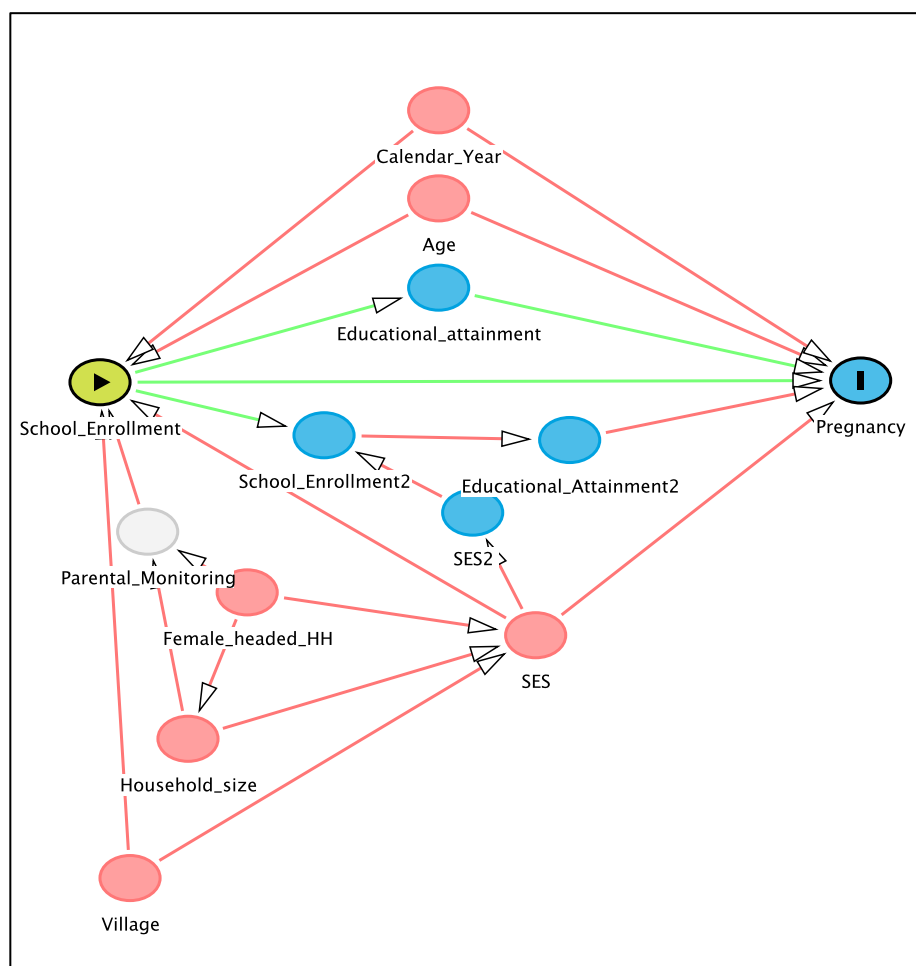 Calendar_Year
Age
Educational_attainment
School_Enrollment
Pregnancy
School_Enrollment2
Educational_Attainment2
SES2
Parental_Monitoring
Female_headed_HH
SES
Household_size
Village